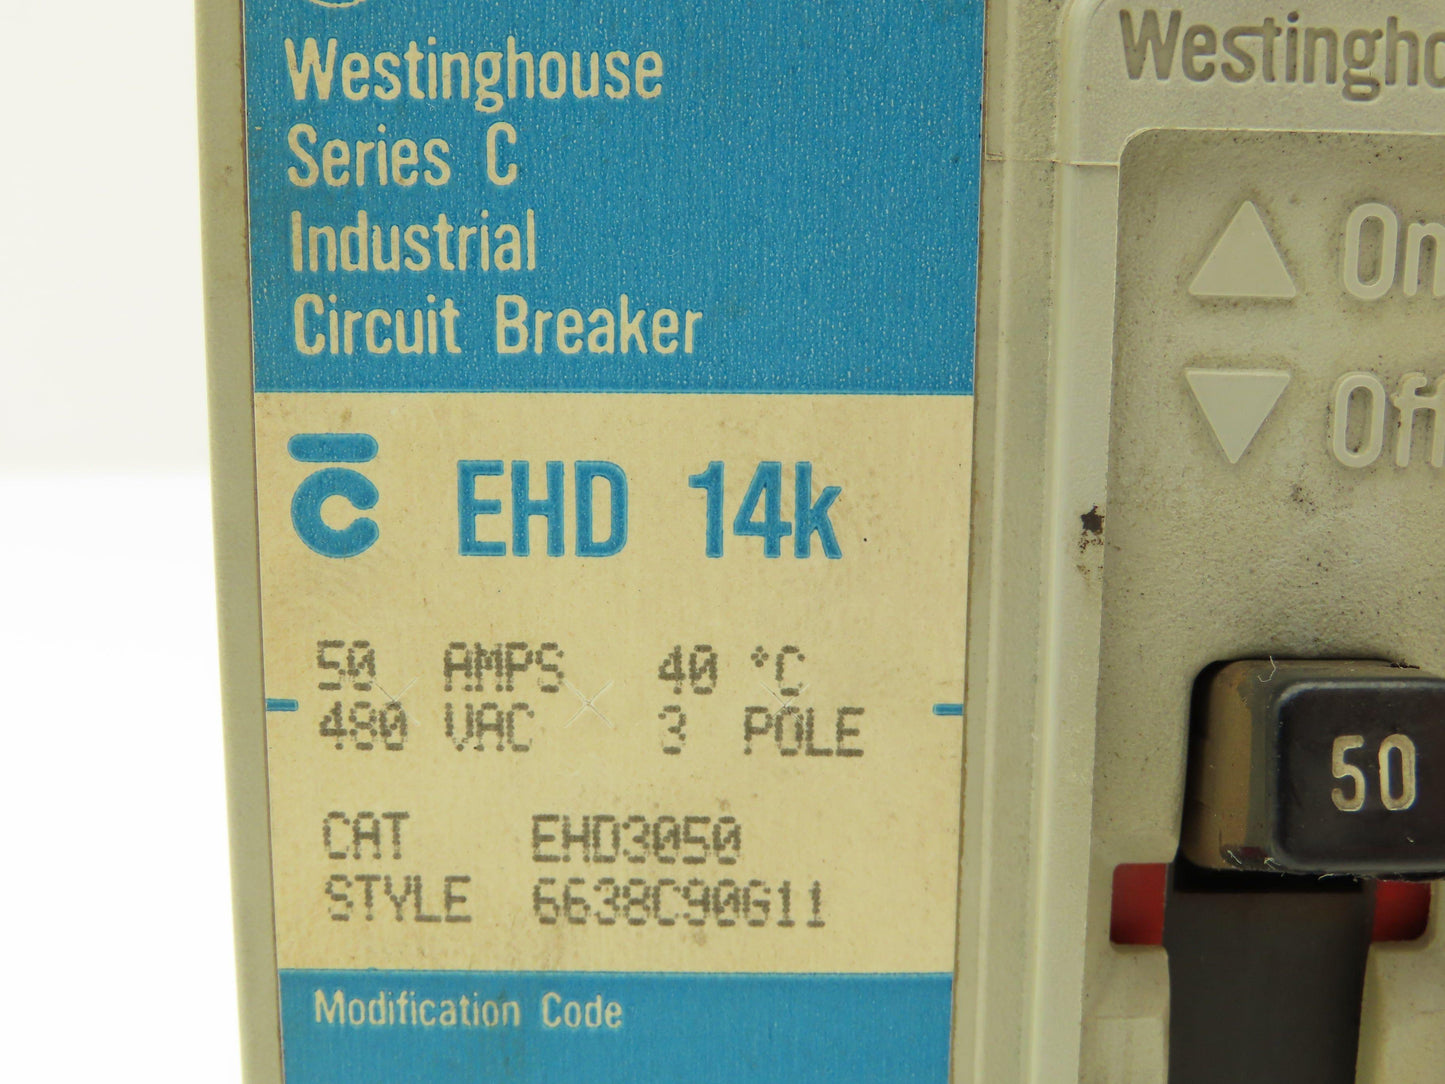 Westinghouse
Series C
Industrial
Circuit Breaker
C EHD 14k
50 AMPS 40 °C
480 VAC 3 POLE
CAT EHD3050
STYLE 6638C90G11
Modification Code
Westingho
On
Off
50